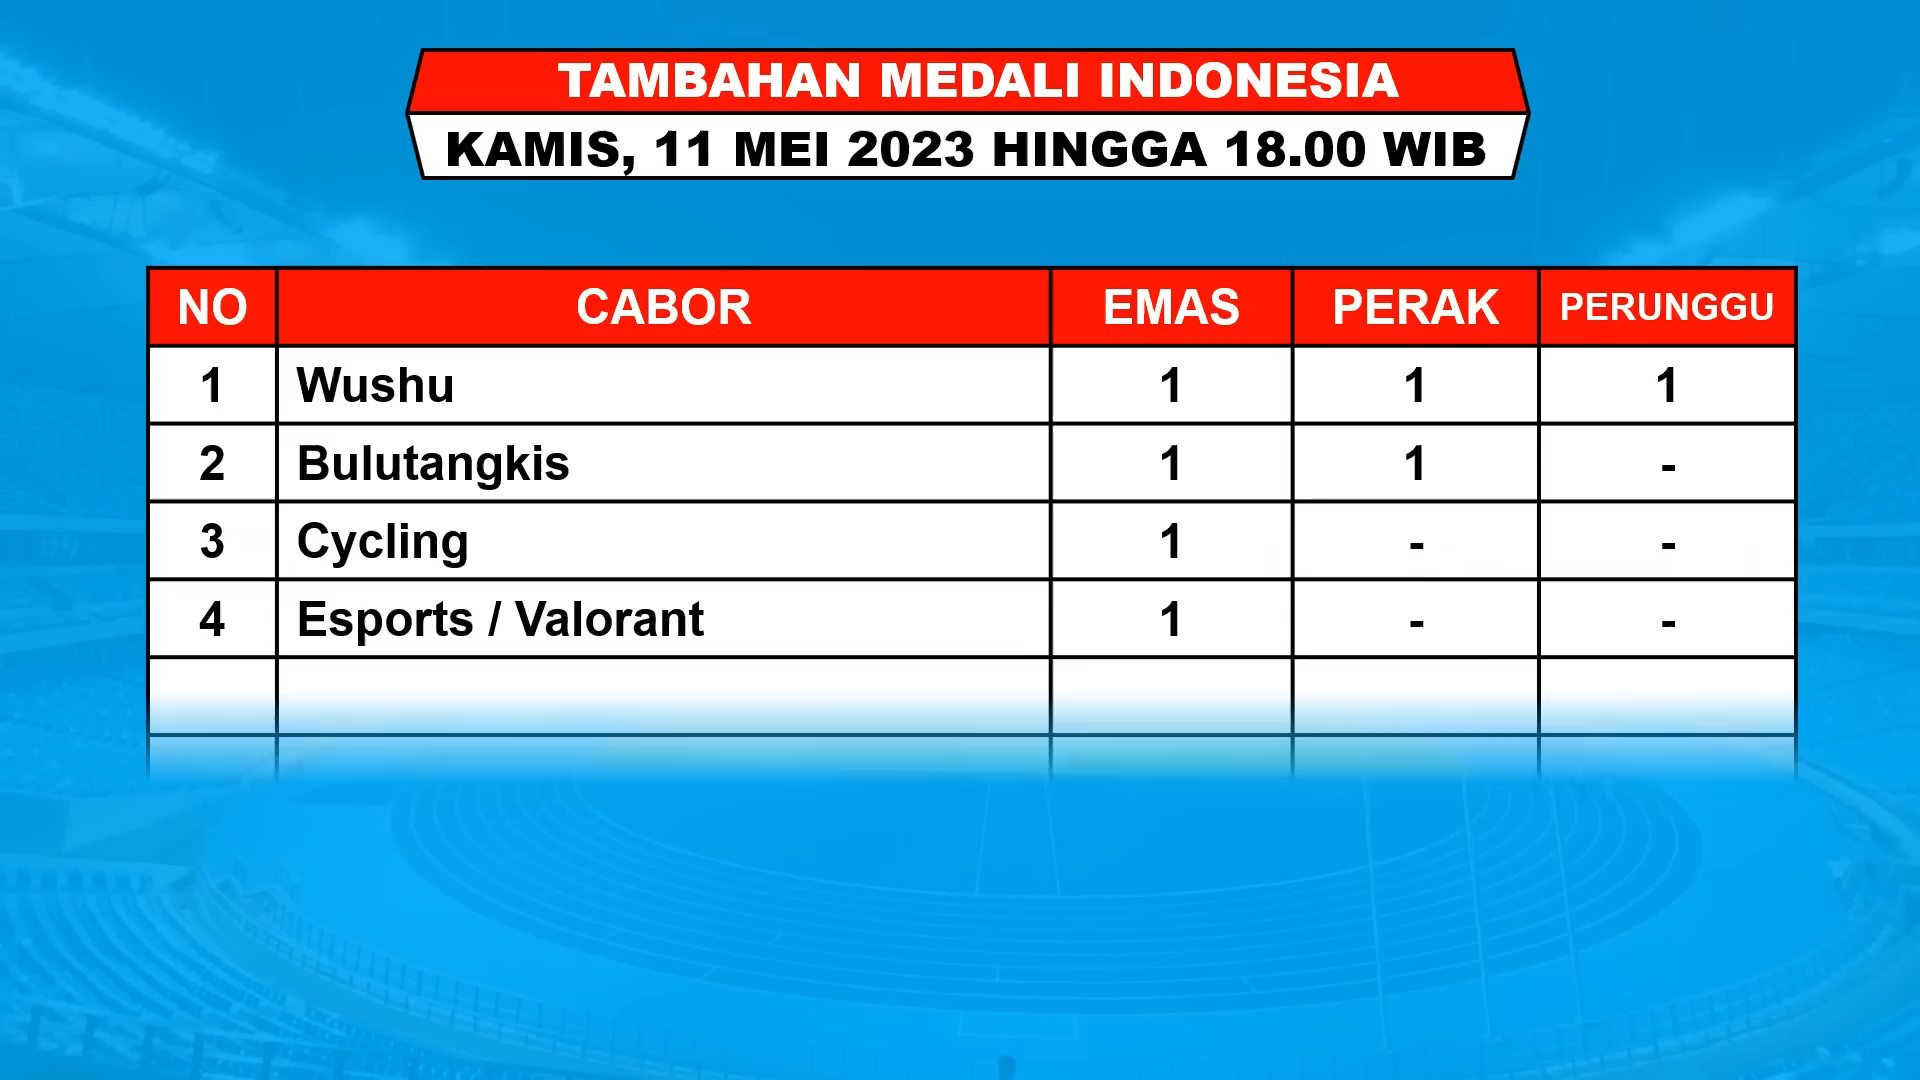 TAMBAHAN MEDALI INDONESIA
KAMIS, 11 MEI 2023 HINGGA 18.00 WIB
NO CABOR EMAS PERAK PERUNGGU
1 Wushu 1 1 1
2 Bulutangkis 1 1 -
3 Cycling 1 - -
4 Esports / Valorant 1 - -